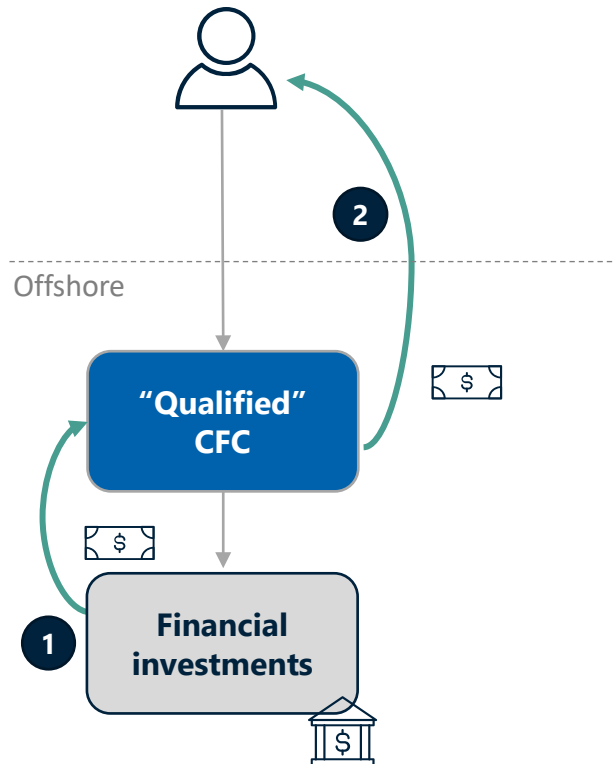 2
Offshore
$
“Qualified”
CFC
$
1
Financial
investments
$